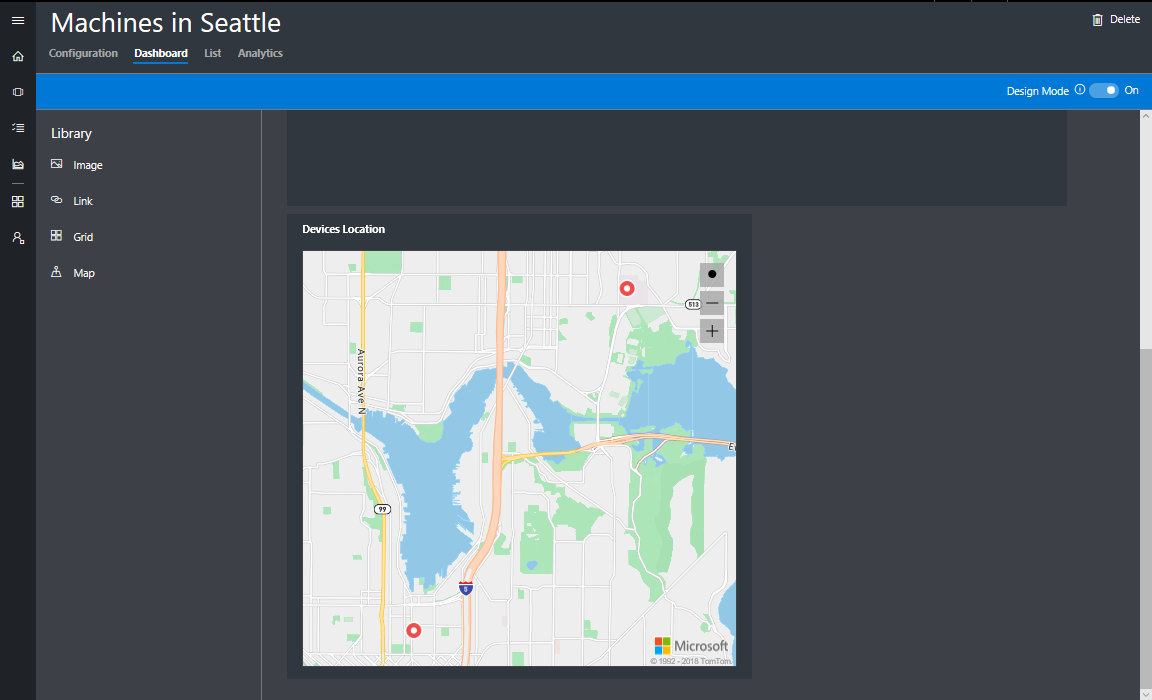 Machines in Seattle
Delete
Configuration
Dashboard
List
Analytics
Design Mode
On
Library
Image
Link
Grid
Map
Devices Location
513
Aurora Ave N
99
5
Microsoft
© 1992 - 2018 TomTom